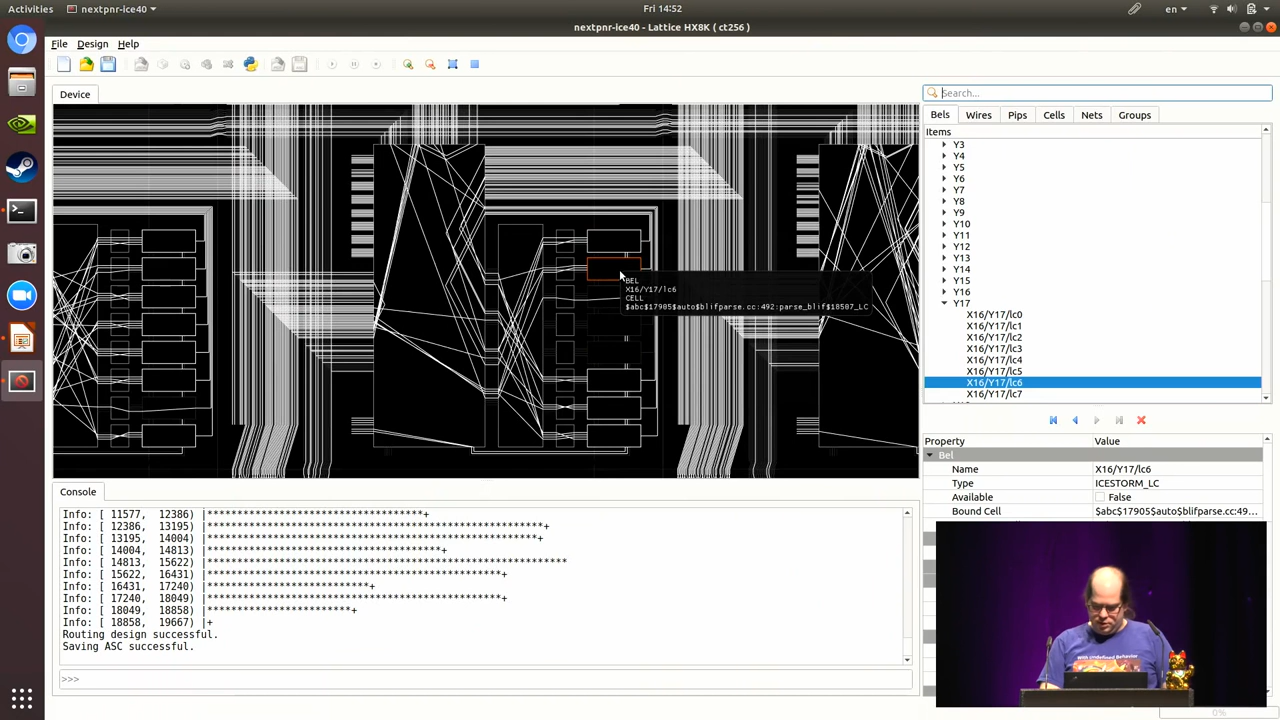 Activities nextpnr-ice40 Fri 14:52 en
nextpnr-ice40 - Lattice HX8K ( ct256 )
File Design Help
Device
BEL
X16/Y17/lc6
CELL
$abc$17905$auto$blifparse.cc:492:parse_blif$18507_LC
Search...
Bels Wires Pips Cells Nets Groups
Items
Y3
Y4
Y5
Y6
Y7
Y8
Y9
Y10
Y11
Y12
Y13
Y14
Y15
Y16
Y17
X16/Y17/lc0
X16/Y17/lc1
X16/Y17/lc2
X16/Y17/lc3
X16/Y17/lc4
X16/Y17/lc5
X16/Y17/lc6
X16/Y17/lc7
Property Value
Bel
Name X16/Y17/lc6
Type ICESTORM_LC
Available False
Bound Cell $abc$17905$auto$blifparse.cc:49...
Console
Info: [ 11577, 12386) |************************************+
Info: [ 12386, 13195) |********************************************************+
Info: [ 13195, 14004) |*******************************************************+
Info: [ 14004, 14813) |***************************************+
Info: [ 14813, 15622) |************************************************************
Info: [ 15622, 16431) |*************************************************+
Info: [ 16431, 17240) |***************************+
Info: [ 17240, 18049) |*************************************************+
Info: [ 18049, 18858) |************************+
Info: [ 18858, 19667) |+
Routing design successful.
Saving ASC successful.
>>>
With undefined Behavior
0%